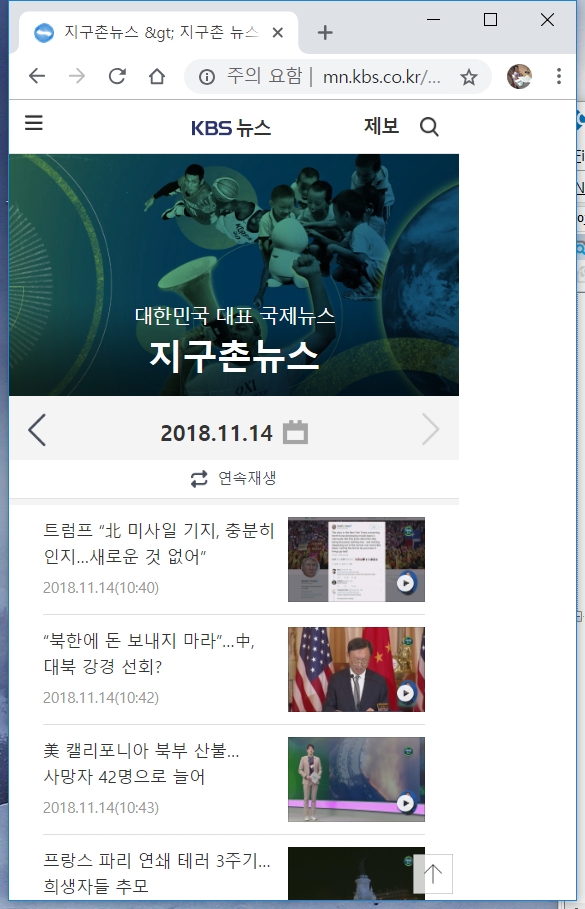 지구촌뉴스 &gt; 지구촌 뉴스
주의 요함 | mn.kbs.co.kr/...
KBS 뉴스
제보
대한민국 대표 국제뉴스
지구촌뉴스
2018.11.14
연속재생
트럼프 “北 미사일 기지, 충분히
인지…새로운 것 없어”
2018.11.14(10:40)
“북한에 돈 보내지 마라”…中,
대북 강경 선회?
2018.11.14(10:42)
美 캘리포니아 북부 산불…
사망자 42명으로 늘어
2018.11.14(10:43)
프랑스 파리 연쇄 테러 3주기…
희생자들 추모